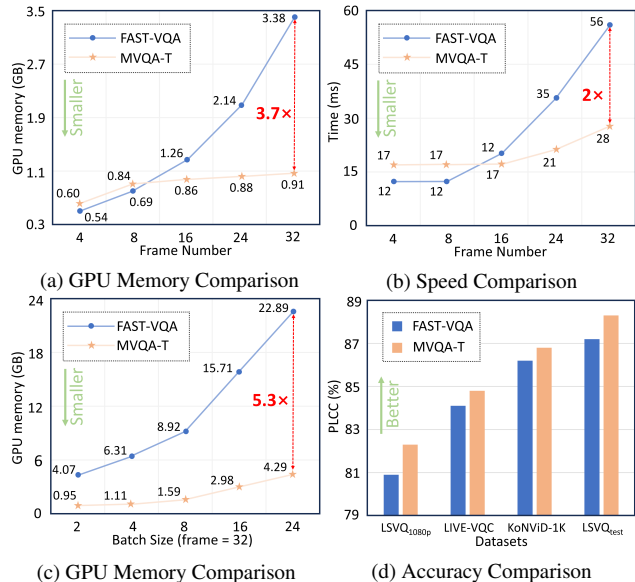 3.5
2.7
1.9
1.1
0.3
GPU memory (GB)
FAST-VQA
MVQA-T
Smaller
3.38
2.14
1.26
3.7×
0.84
0.60
0.69
0.86
0.88
0.91
0.54
4 8 16 24 32
Frame Number
(a) GPU Memory Comparison
60
45
30
15
0
Time (ms)
FAST-VQA
MVQA-T
Smaller
56
35
2×
17 17 12
28
21
17
12 12
4 8 16 24 32
Frame Number
(b) Speed Comparison
24
18
12
6
0
GPU memory (GB)
FAST-VQA
MVQA-T
Smaller
22.89
15.71
5.3×
8.92
6.31
4.07
4.29
2.98
1.59
1.11
0.95
2 4 8 16 24
Batch Size (frame = 32)
(c) GPU Memory Comparison
89
87
85
83
81
79
PLCC (%)
FAST-VQA
MVQA-T
Better
LSVQ1080p LIVE-VQC KoNViD-1K LSVQtest
Datasets
(d) Accuracy Comparison